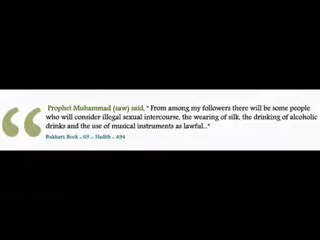 Prophet Muhammad (saw) said, " From among my followers there will be some people
who will consider illegal sexual intercourse, the wearing of silk, the drinking of alcoholic
drinks and the use of musical instruments as lawful..."
Bukhari, Book - 69 - Hadith - 494